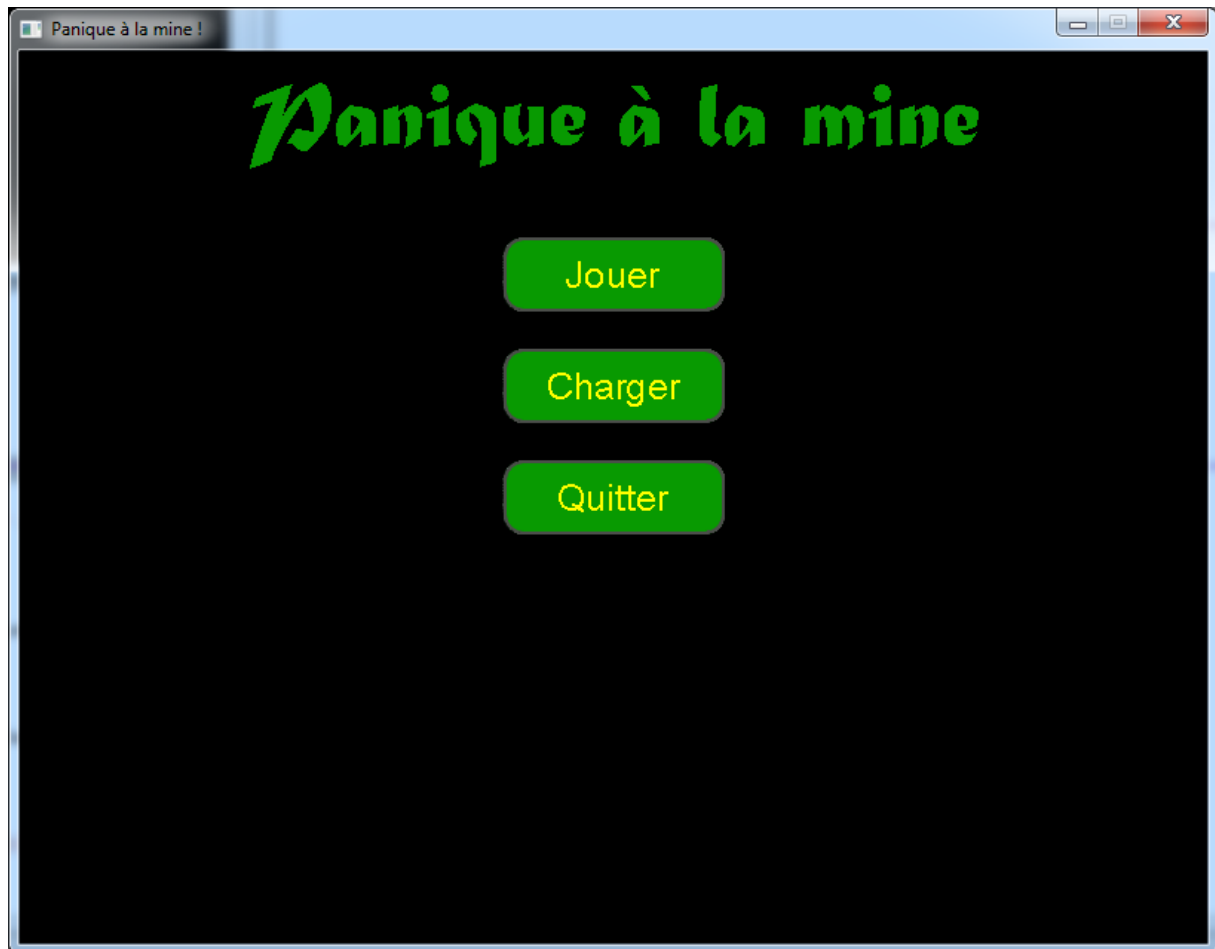 Panique à la mine !
Panique à la mine
Jouer
Charger
Quitter